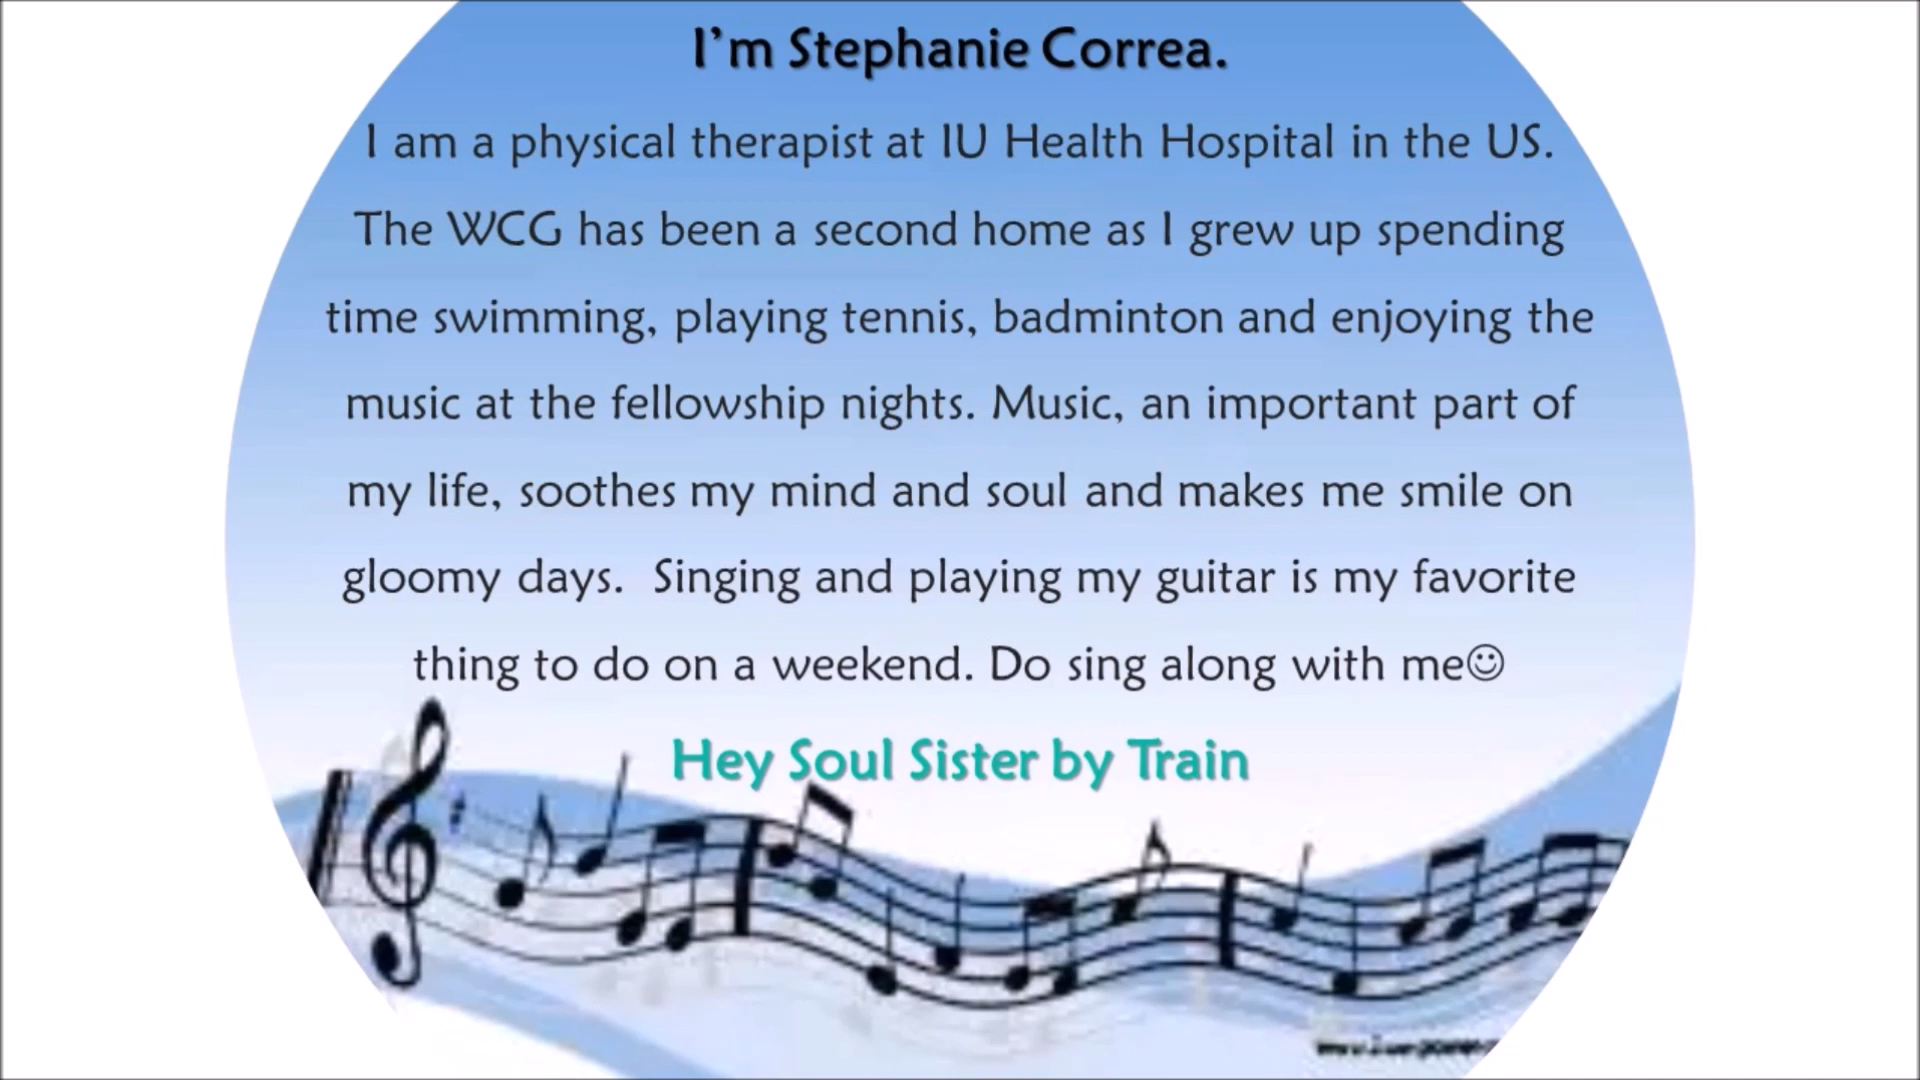 I'm Stephanie Correa.
I am a physical therapist at IU Health Hospital in the US.
The WCG has been a second home as I grew up spending
time swimming, playing tennis, badminton and enjoying the
music at the fellowship nights. Music, an important part of
my life, soothes my mind and soul and makes me smile on
gloomy days.  Singing and playing my guitar is my favorite
thing to do on a weekend. Do sing along with me☺
Hey Soul Sister by Train